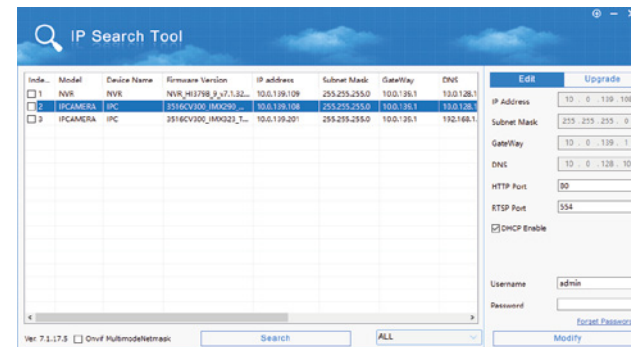 IP Search Tool
Inde... Model Device Name Firmware Version IP address Subnet Mask GateWay DNS
1 NVR NVR NVR_HI3798_9_v7.1.32... 10.0.139.109 255.255.255.0 10.0.139.1 10.0.128.1
2 IPCAMERA IPC 3516CV300_IMX290_... 10.0.139.108 255.255.255.0 10.0.139.1 10.0.128.1
3 IPCAMERA IPC 3516CV300_IMX323_T... 10.0.139.201 255.255.255.0 10.0.139.1 192.168.1.
Edit Upgrade
IP Address 10 . 0 .139 .108
Subnet Mask 255 .255 .255 . 0
GateWay 10 . 0 .139 . 1
DNS 10 . 0 .128 . 10
HTTP Port 80
RTSP Port 554
DHCP Enable
Username admin
Password
Forget Password
Ver: 7.1.17.5 Onvif MultimodeNetmask Search ALL Modify